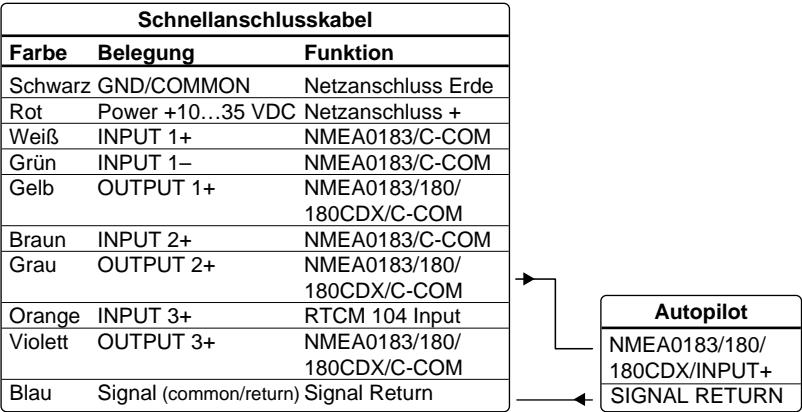 Schnellanschlusskabel
Farbe Belegung Funktion
Schwarz GND/COMMON Netzanschluss Erde
Rot Power +10…35 VDC Netzanschluss +
Weiß INPUT 1+ NMEA0183/C-COM
Grün INPUT 1– NMEA0183/C-COM
Gelb OUTPUT 1+ NMEA0183/180/
180CDX/C-COM
Braun INPUT 2+ NMEA0183/C-COM
Grau OUTPUT 2+ NMEA0183/180/
180CDX/C-COM
Orange INPUT 3+ RTCM 104 Input
Violett OUTPUT 3+ NMEA0183/180/
180CDX/C-COM
Blau Signal (common/return) Signal Return
Autopilot
NMEA0183/180/
180CDX/INPUT+
SIGNAL RETURN